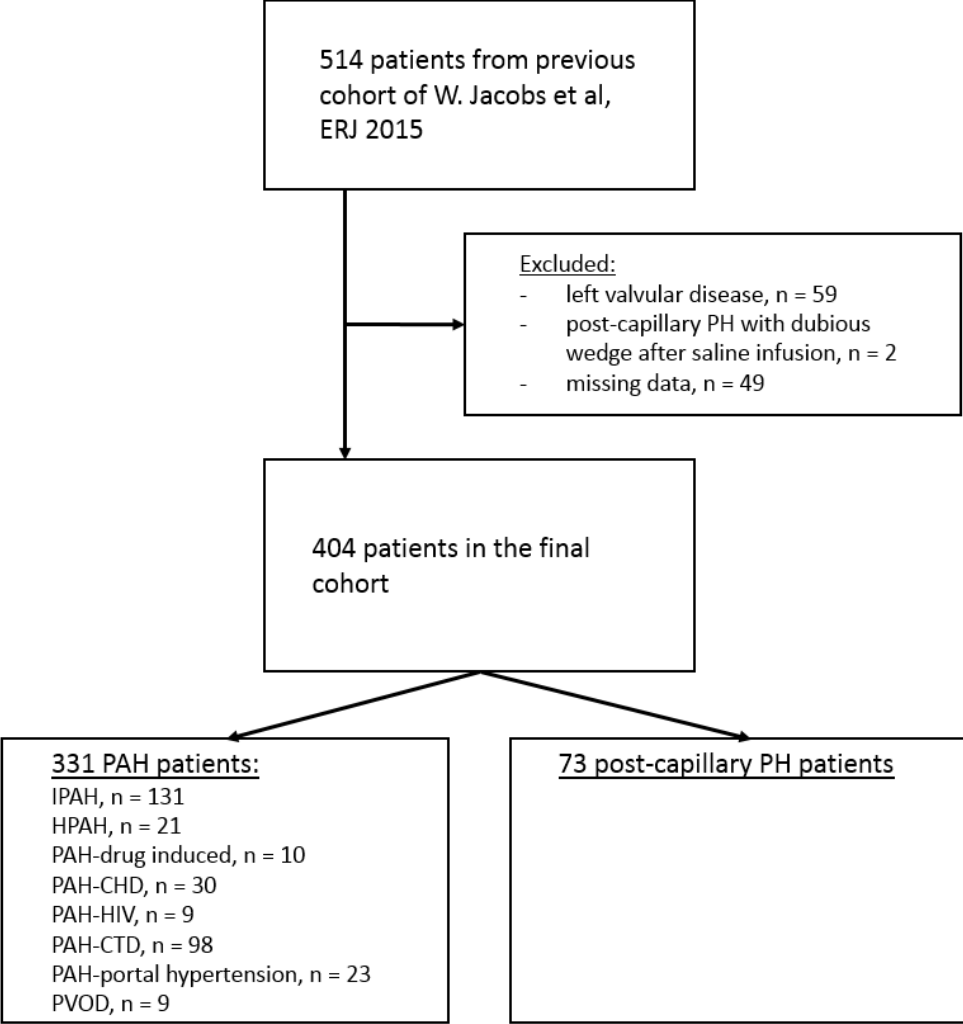 514 patients from previous
cohort of W. Jacobs et al,
ERJ 2015
Excluded:
- left valvular disease, n = 59
- post-capillary PH with dubious
wedge after saline infusion, n = 2
- missing data, n = 49
404 patients in the final
cohort
331 PAH patients:
IPAH, n = 131
HPAH, n = 21
PAH-drug induced, n = 10
PAH-CHD, n = 30
PAH-HIV, n = 9
PAH-CTD, n = 98
PAH-portal hypertension, n = 23
PVOD, n = 9
73 post-capillary PH patients